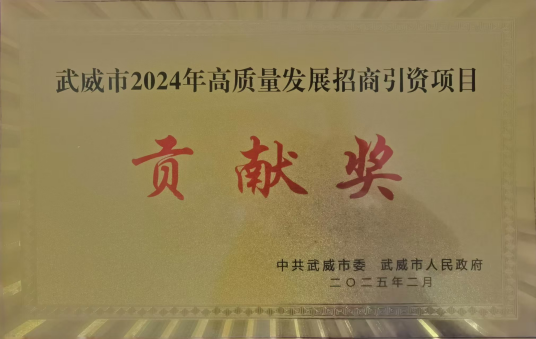 武威市2024年高质量发展招商引资项目
贡献奖
中共武威市委 武威市人民政府
二〇二五年二月